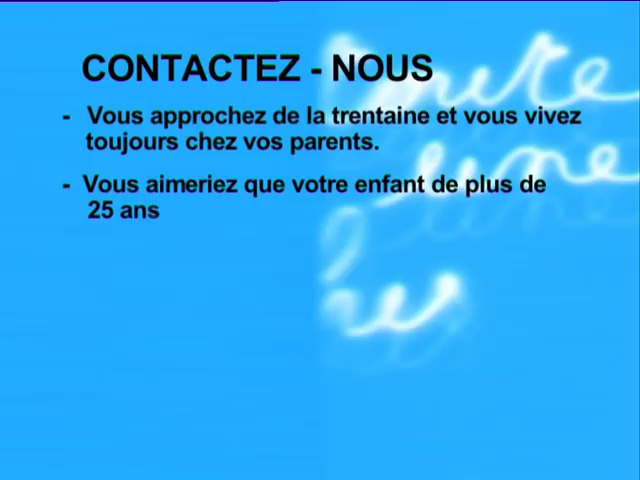 CONTACTEZ - NOUS
- Vous approchez de la trentaine et vous vivez
toujours chez vos parents.
- Vous aimeriez que votre enfant de plus de
25 ans